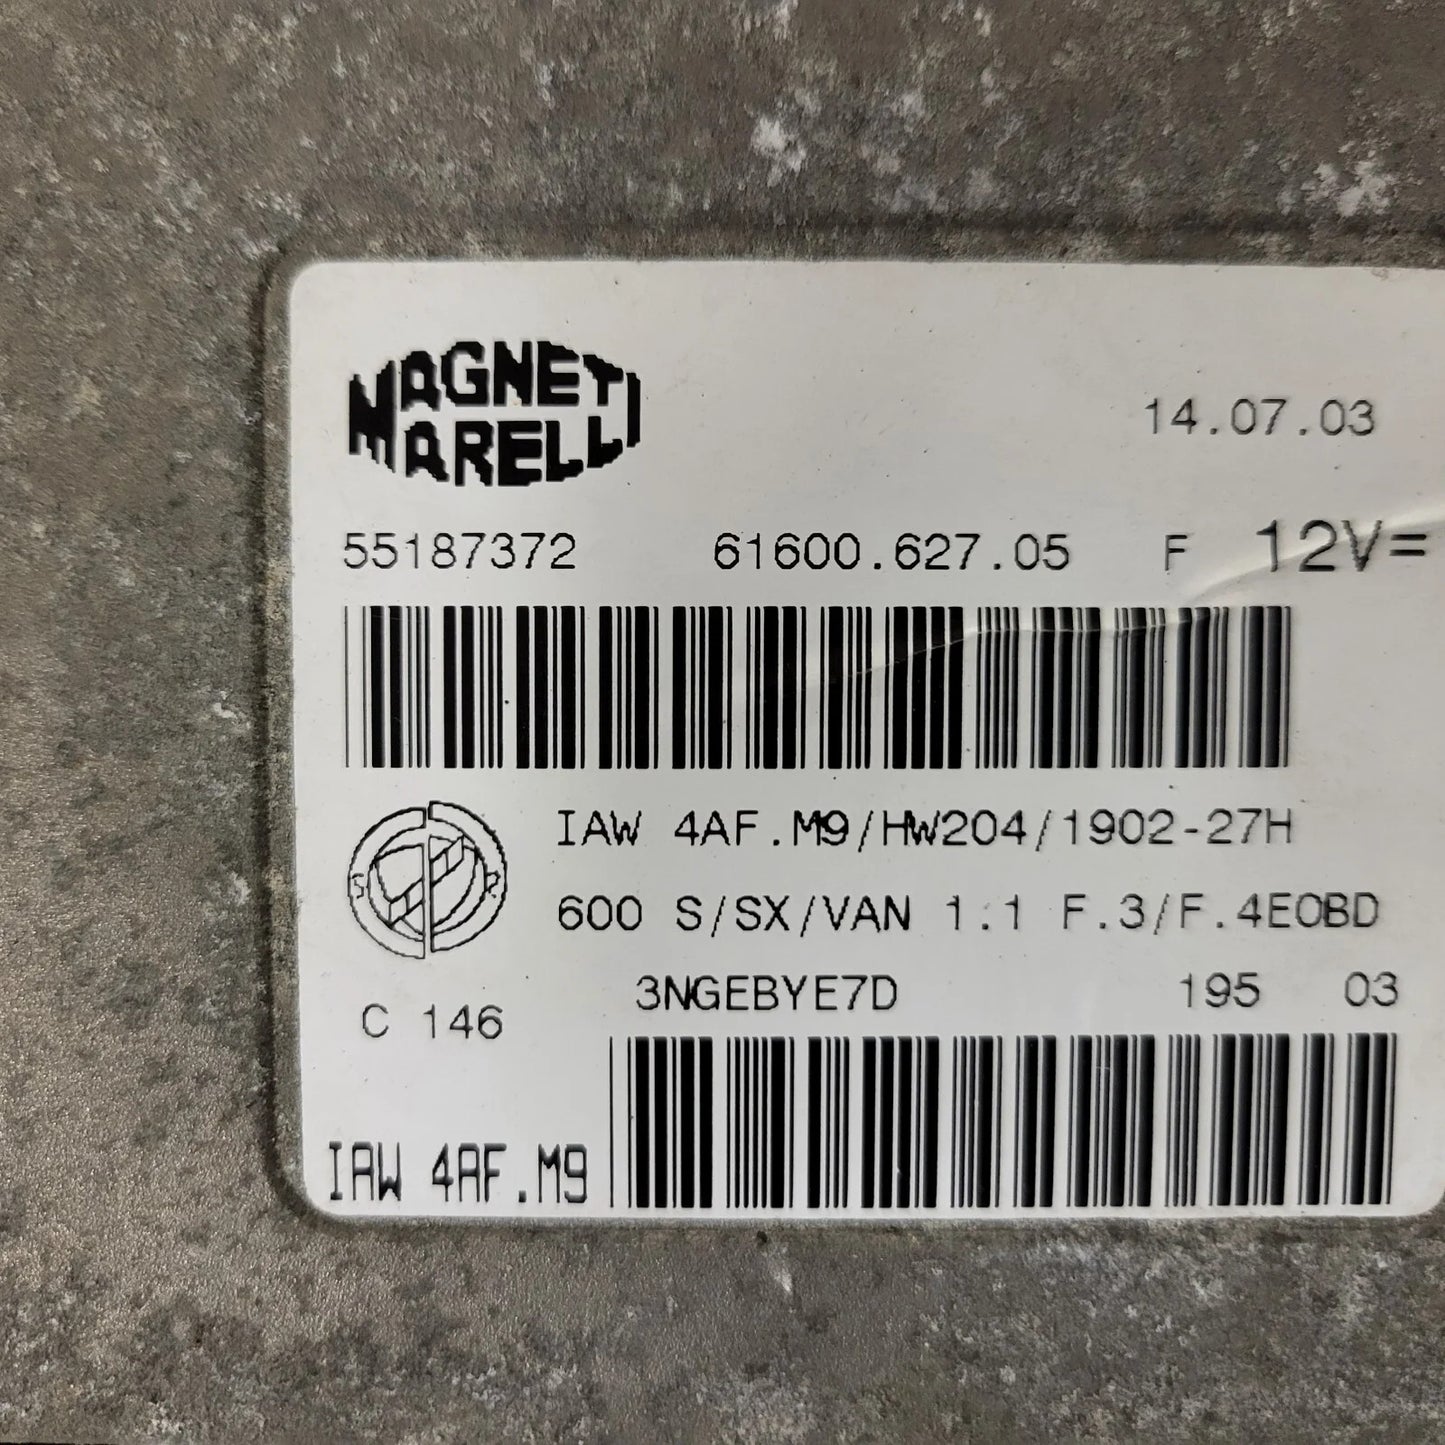 MAGNETI
MARELLI
14.07.03
55187372 61600.627.05 F 12V=
IAW 4AF.M9/HW204/1902-27H
S R
600 S/SX/VAN 1.1 F.3/F.4EOBD
3NGEBYE7D 195 03
C 146
IAW 4AF.M9